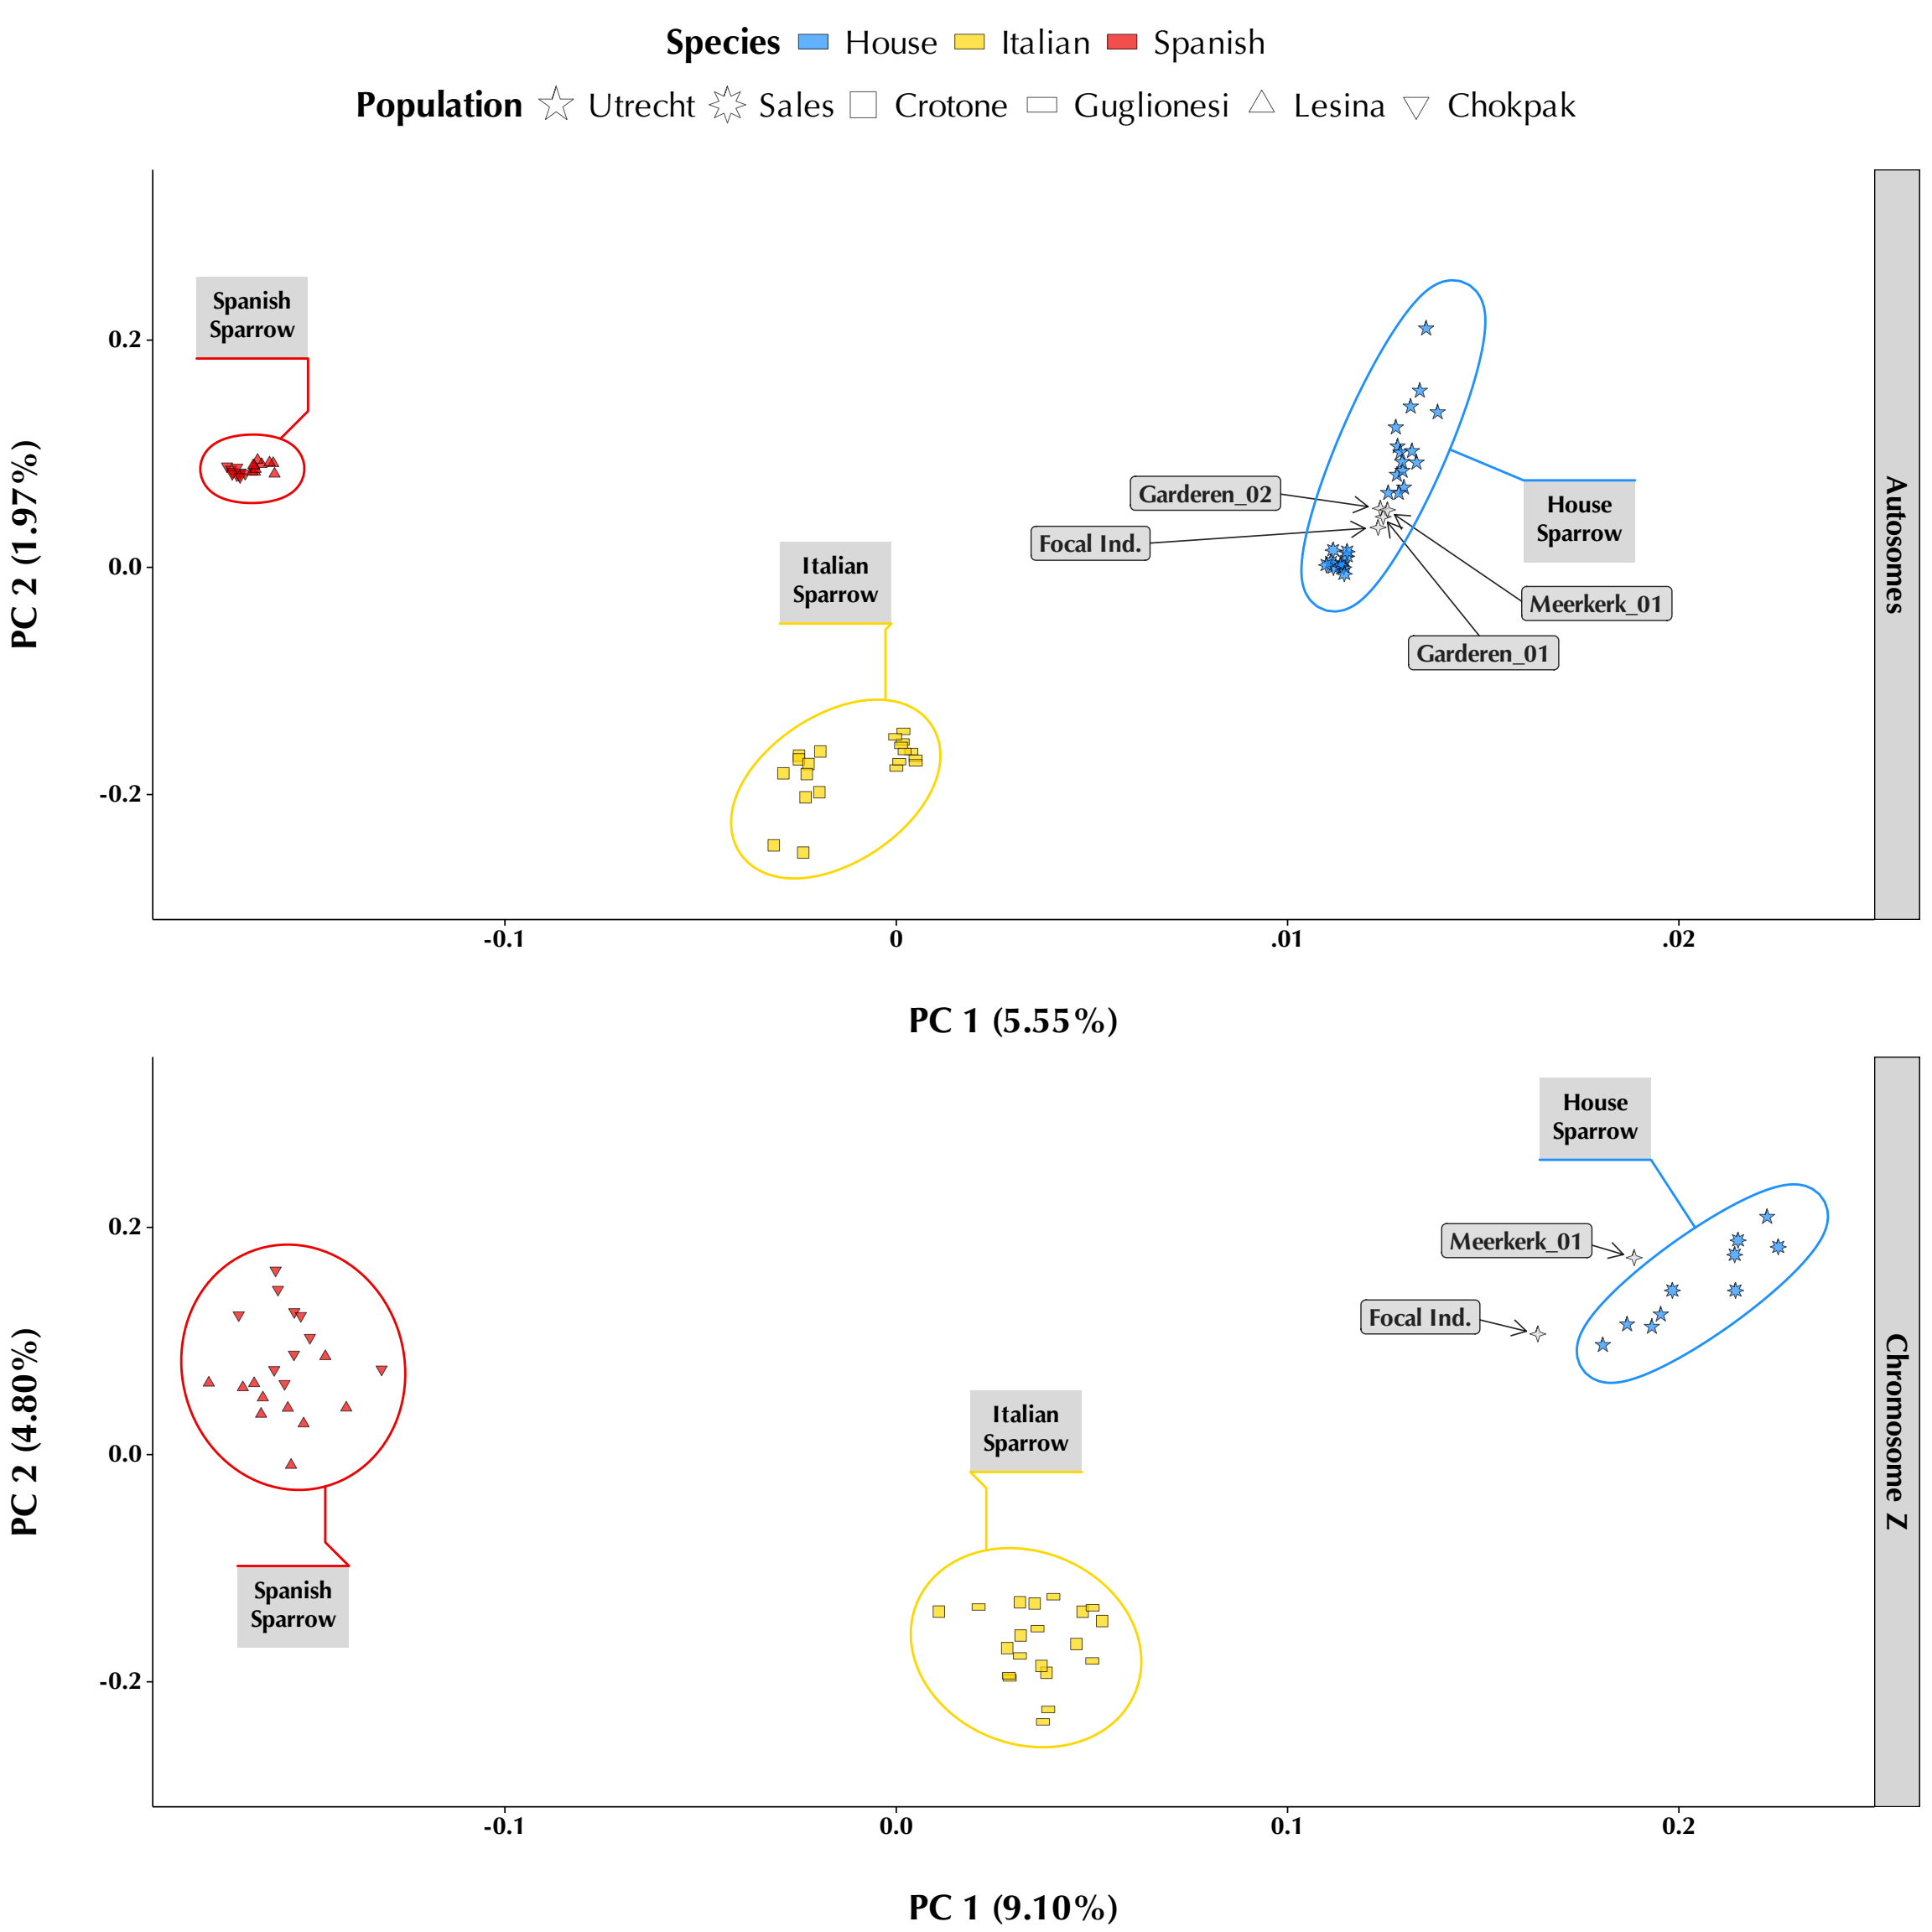 Species House Italian Spanish
Population Utrecht Sales Crotone Guglionesi Lesina Chokpak
Spanish
Sparrow
Italian
Sparrow
Garderen_02
Focal Ind.
House
Sparrow
Meerkerk_01
Garderen_01
Autosomes
PC 2 (1.97%)
0.2
0.0
-0.2
-0.1 0 .01 .02
PC 1 (5.55%)
House
Sparrow
Meerkerk_01
Focal Ind.
Italian
Sparrow
Spanish
Sparrow
Chromosome Z
PC 2 (4.80%)
0.2
0.0
-0.2
-0.1 0.0 0.1 0.2
PC 1 (9.10%)